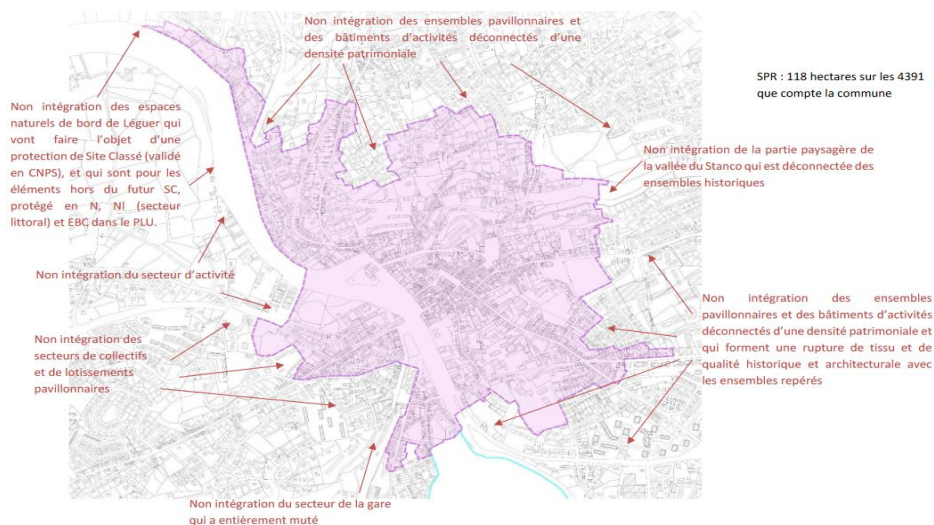 Non intégration des ensembles pavillonnaires et
des bâtiments d'activités déconnectés d'une
densité patrimoniale
SPR : 118 hectares sur les 4391
que compte la commune
Non intégration des espaces
naturels de bord de Léguer qui
vont faire l'objet d'une
protection de Site Classé (validé
en CNPS), et qui sont pour les
éléments hors du futur SC,
protégé en N, Nl (secteur
littoral) et EBC dans le PLU.
Non intégration de la partie paysagère de
la vallée du Stanco qui est déconnectée des
ensembles historiques
Non intégration du secteur d'activité
Non intégration des ensembles
pavillonnaires et des bâtiments d'activités
déconnectés d'une densité patrimoniale et
qui forment une rupture de tissu et de
qualité historique et architecturale avec
les ensembles repérés
Non intégration des
secteurs de collectifs
et de lotissements
pavillonnaires
Non intégration du secteur de la gare
qui a entièrement muté